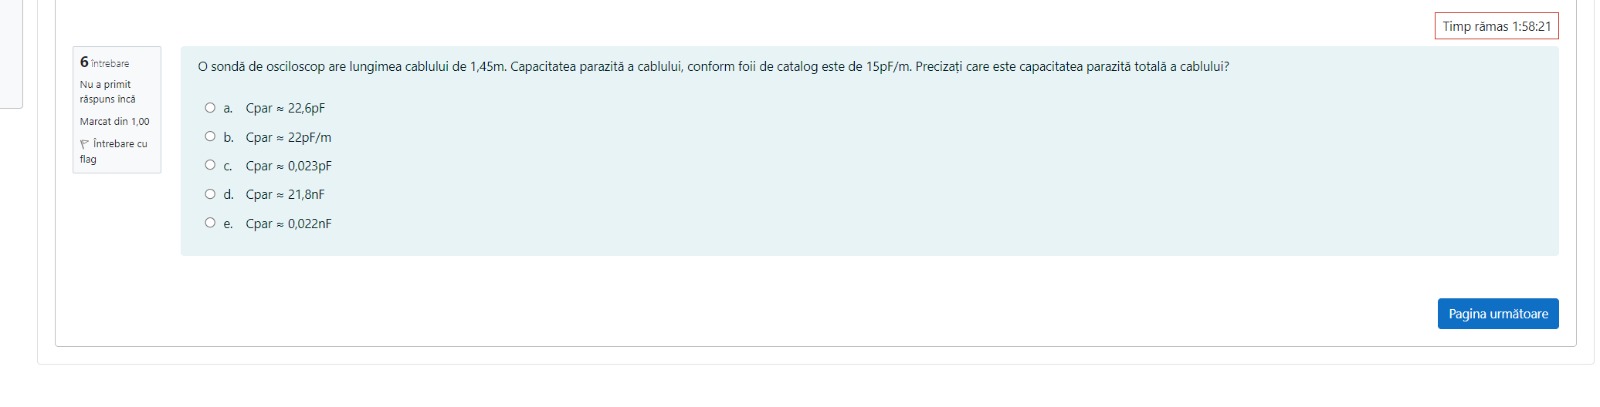 Timp rămas 1:58:21
6 întrebare
Nu a primit
răspuns încă
Marcat din 1,00
Întrebare cu
flag
O sondă de osciloscop are lungimea cablului de 1,45m. Capacitatea parazită a cablului, conform foii de catalog este de 15pF/m. Precizați care este capacitatea parazită totală a cablului?
a. Cpar ≈ 22,6pF
b. Cpar ≈ 22pF/m
c. Cpar ≈ 0,023pF
d. Cpar ≈ 21,8nF
e. Cpar ≈ 0,022nF
Pagina următoare